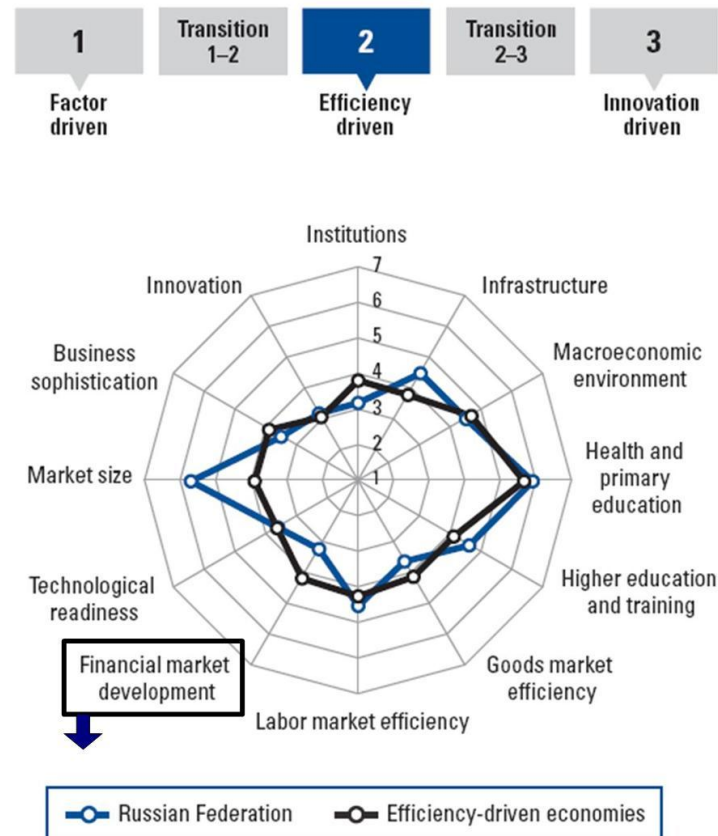 1
Transition
1–2
2
Transition
2–3
3
Factor
driven
Efficiency
driven
Innovation
driven
Institutions
Innovation
7
Infrastructure
6
Business
sophistication
5
Macroeconomic
environment
4
3
Market size
2
1
Health and
primary
education
Technological
readiness
Higher education
and training
Financial market
development
Goods market
efficiency
Labor market efficiency
Russian Federation
Efficiency-driven economies